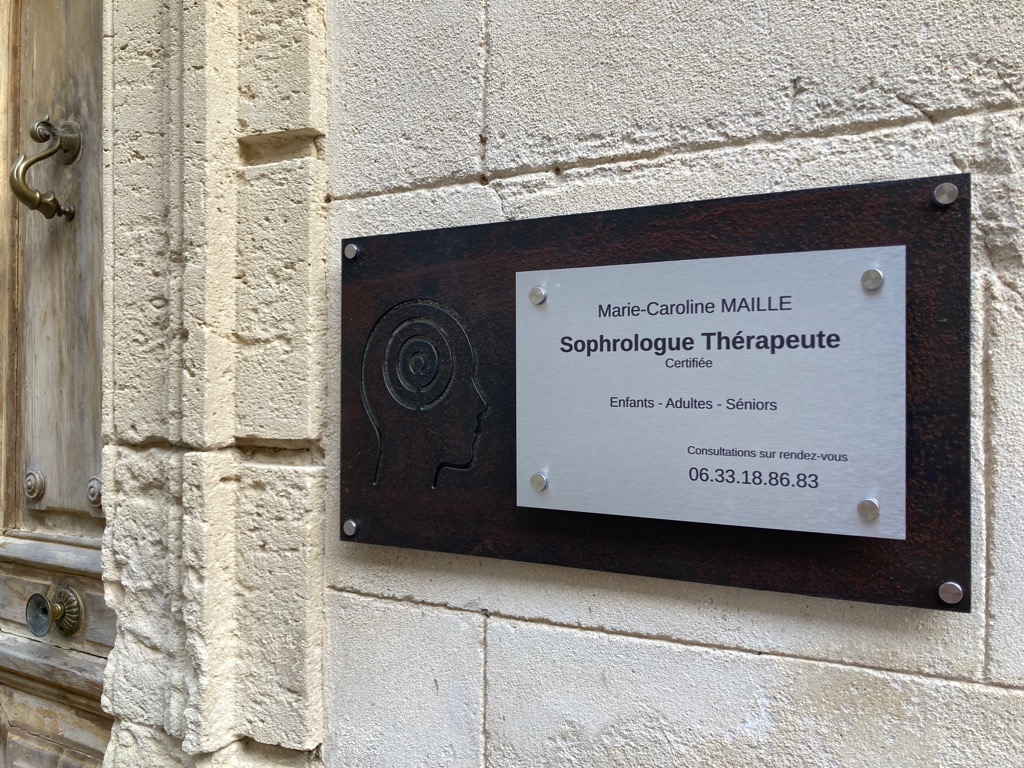 Marie-Caroline MAILLE
Sophrologue Thérapeute
Certifiée
Enfants - Adultes - Séniors
Consultations sur rendez-vous
06.33.18.86.83